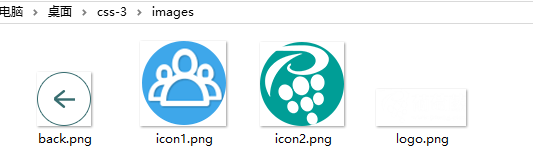 电脑 > 桌面 > css-3 > images
back.png
icon1.png
icon2.png
logo.png